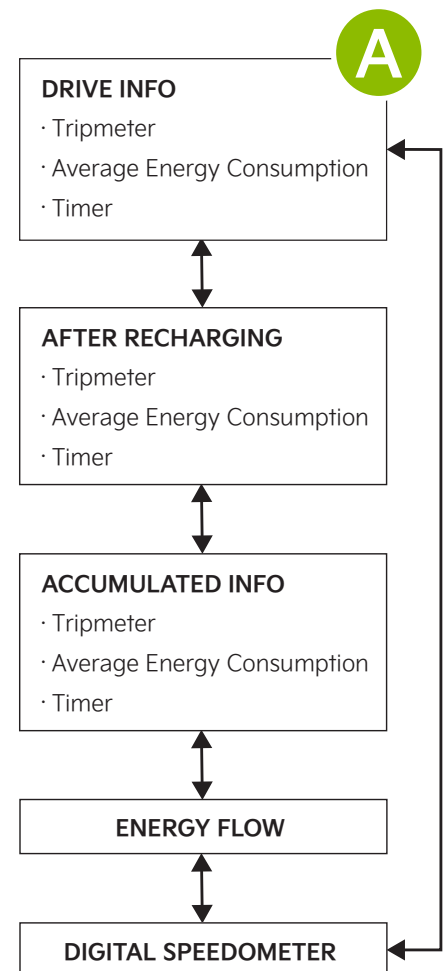 A
DRIVE INFO
· Tripmeter
· Average Energy Consumption
· Timer
AFTER RECHARGING
· Tripmeter
· Average Energy Consumption
· Timer
ACCUMULATED INFO
· Tripmeter
· Average Energy Consumption
· Timer
ENERGY FLOW
DIGITAL SPEEDOMETER